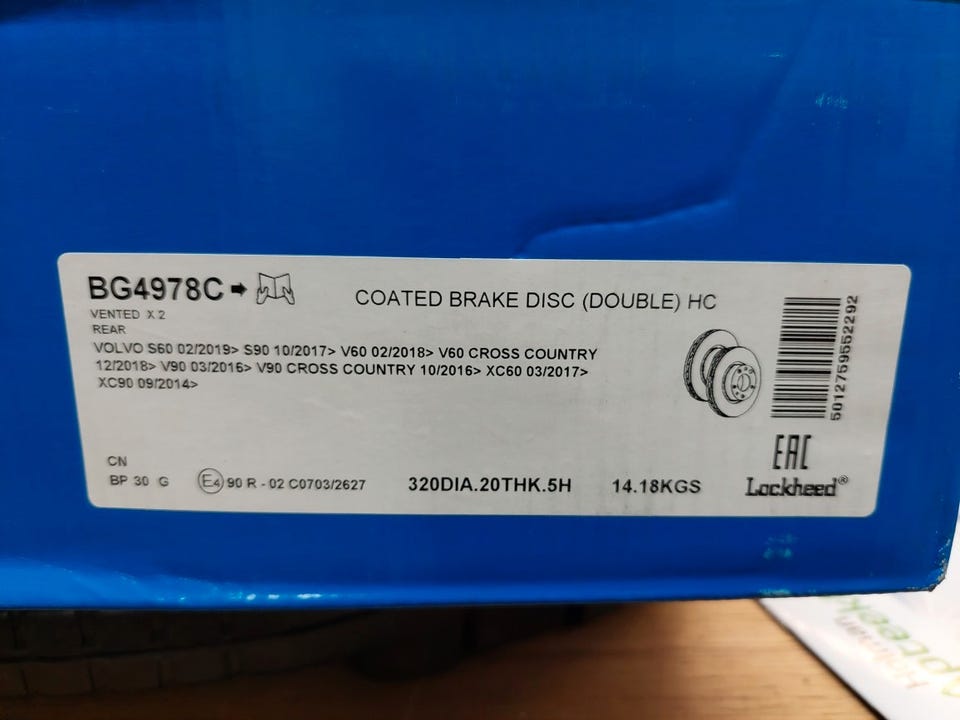 BG4978C
COATED BRAKE DISC (DOUBLE) HC
VENTED X 2
REAR
VOLVO S60 02/2019> S90 10/2017> V60 02/2018> V60 CROSS COUNTRY
12/2018> V90 03/2016> V90 CROSS COUNTRY 10/2016> XC60 03/2017>
XC90 09/2014>
5012759552292
EAC
CN
BP 30 G
E4 90 R - 02 C0703/2627
320DIA.20THK.5H
14.18KGS
Lockheed®